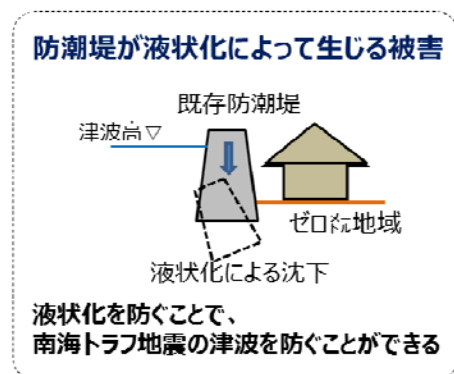 防潮堤が液状化によって生じる被害
既存防潮堤
津波高▽
ゼロメートル地域
液状化による沈下
液状化を防ぐことで、
南海トラフ地震の津波を防ぐことができる